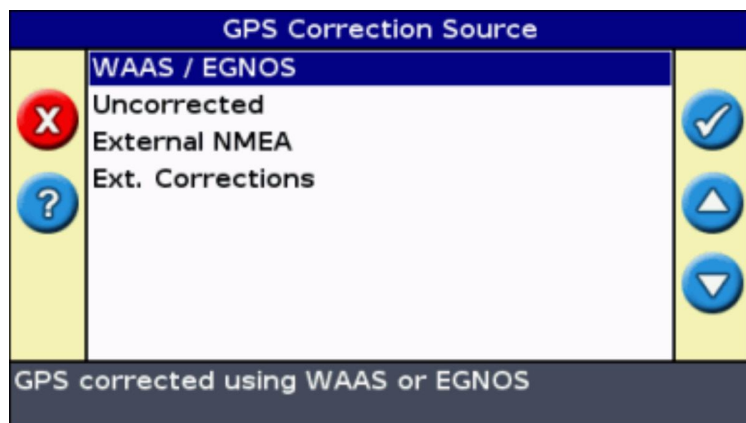 GPS Correction Source
WAAS / EGNOS
Uncorrected
External NMEA
Ext. Corrections
X
?
GPS corrected using WAAS or EGNOS